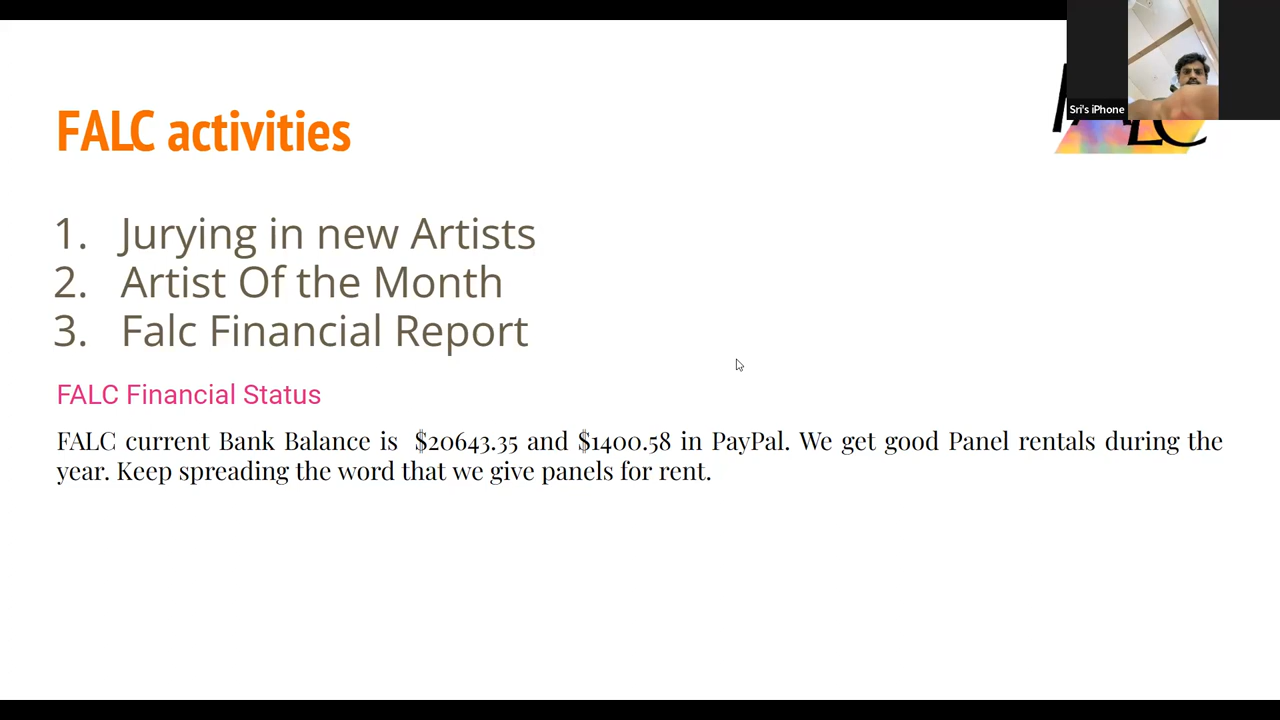 Sri's iPhone
FALC activities
1. Jurying in new Artists
2. Artist Of the Month
3. Falc Financial Report
FALC Financial Status
FALC current Bank Balance is $20643.35 and $1400.58 in PayPal. We get good Panel rentals during the
year. Keep spreading the word that we give panels for rent.